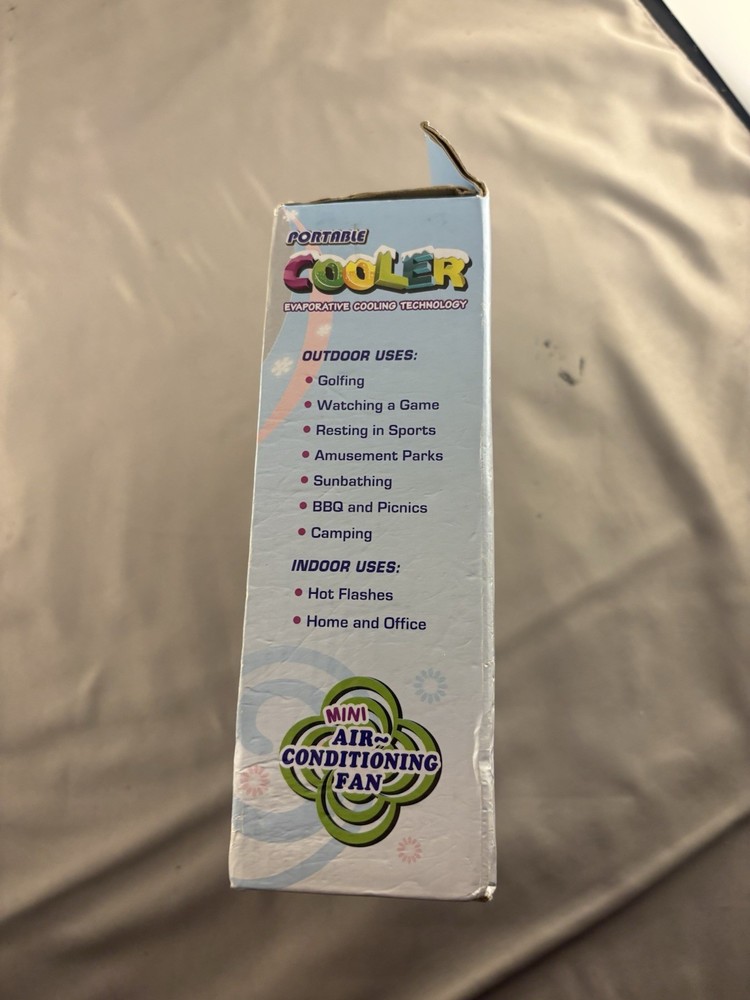 PORTABLE
COOLER
EVAPORATIVE COOLING TECHNOLOGY
OUTDOOR USES:
• Golfing
• Watching a Game
• Resting in Sports
• Amusement Parks
• Sunbathing
• BBQ and Picnics
• Camping
INDOOR USES:
• Hot Flashes
• Home and Office
MINI
AIR~
CONDITIONING
FAN